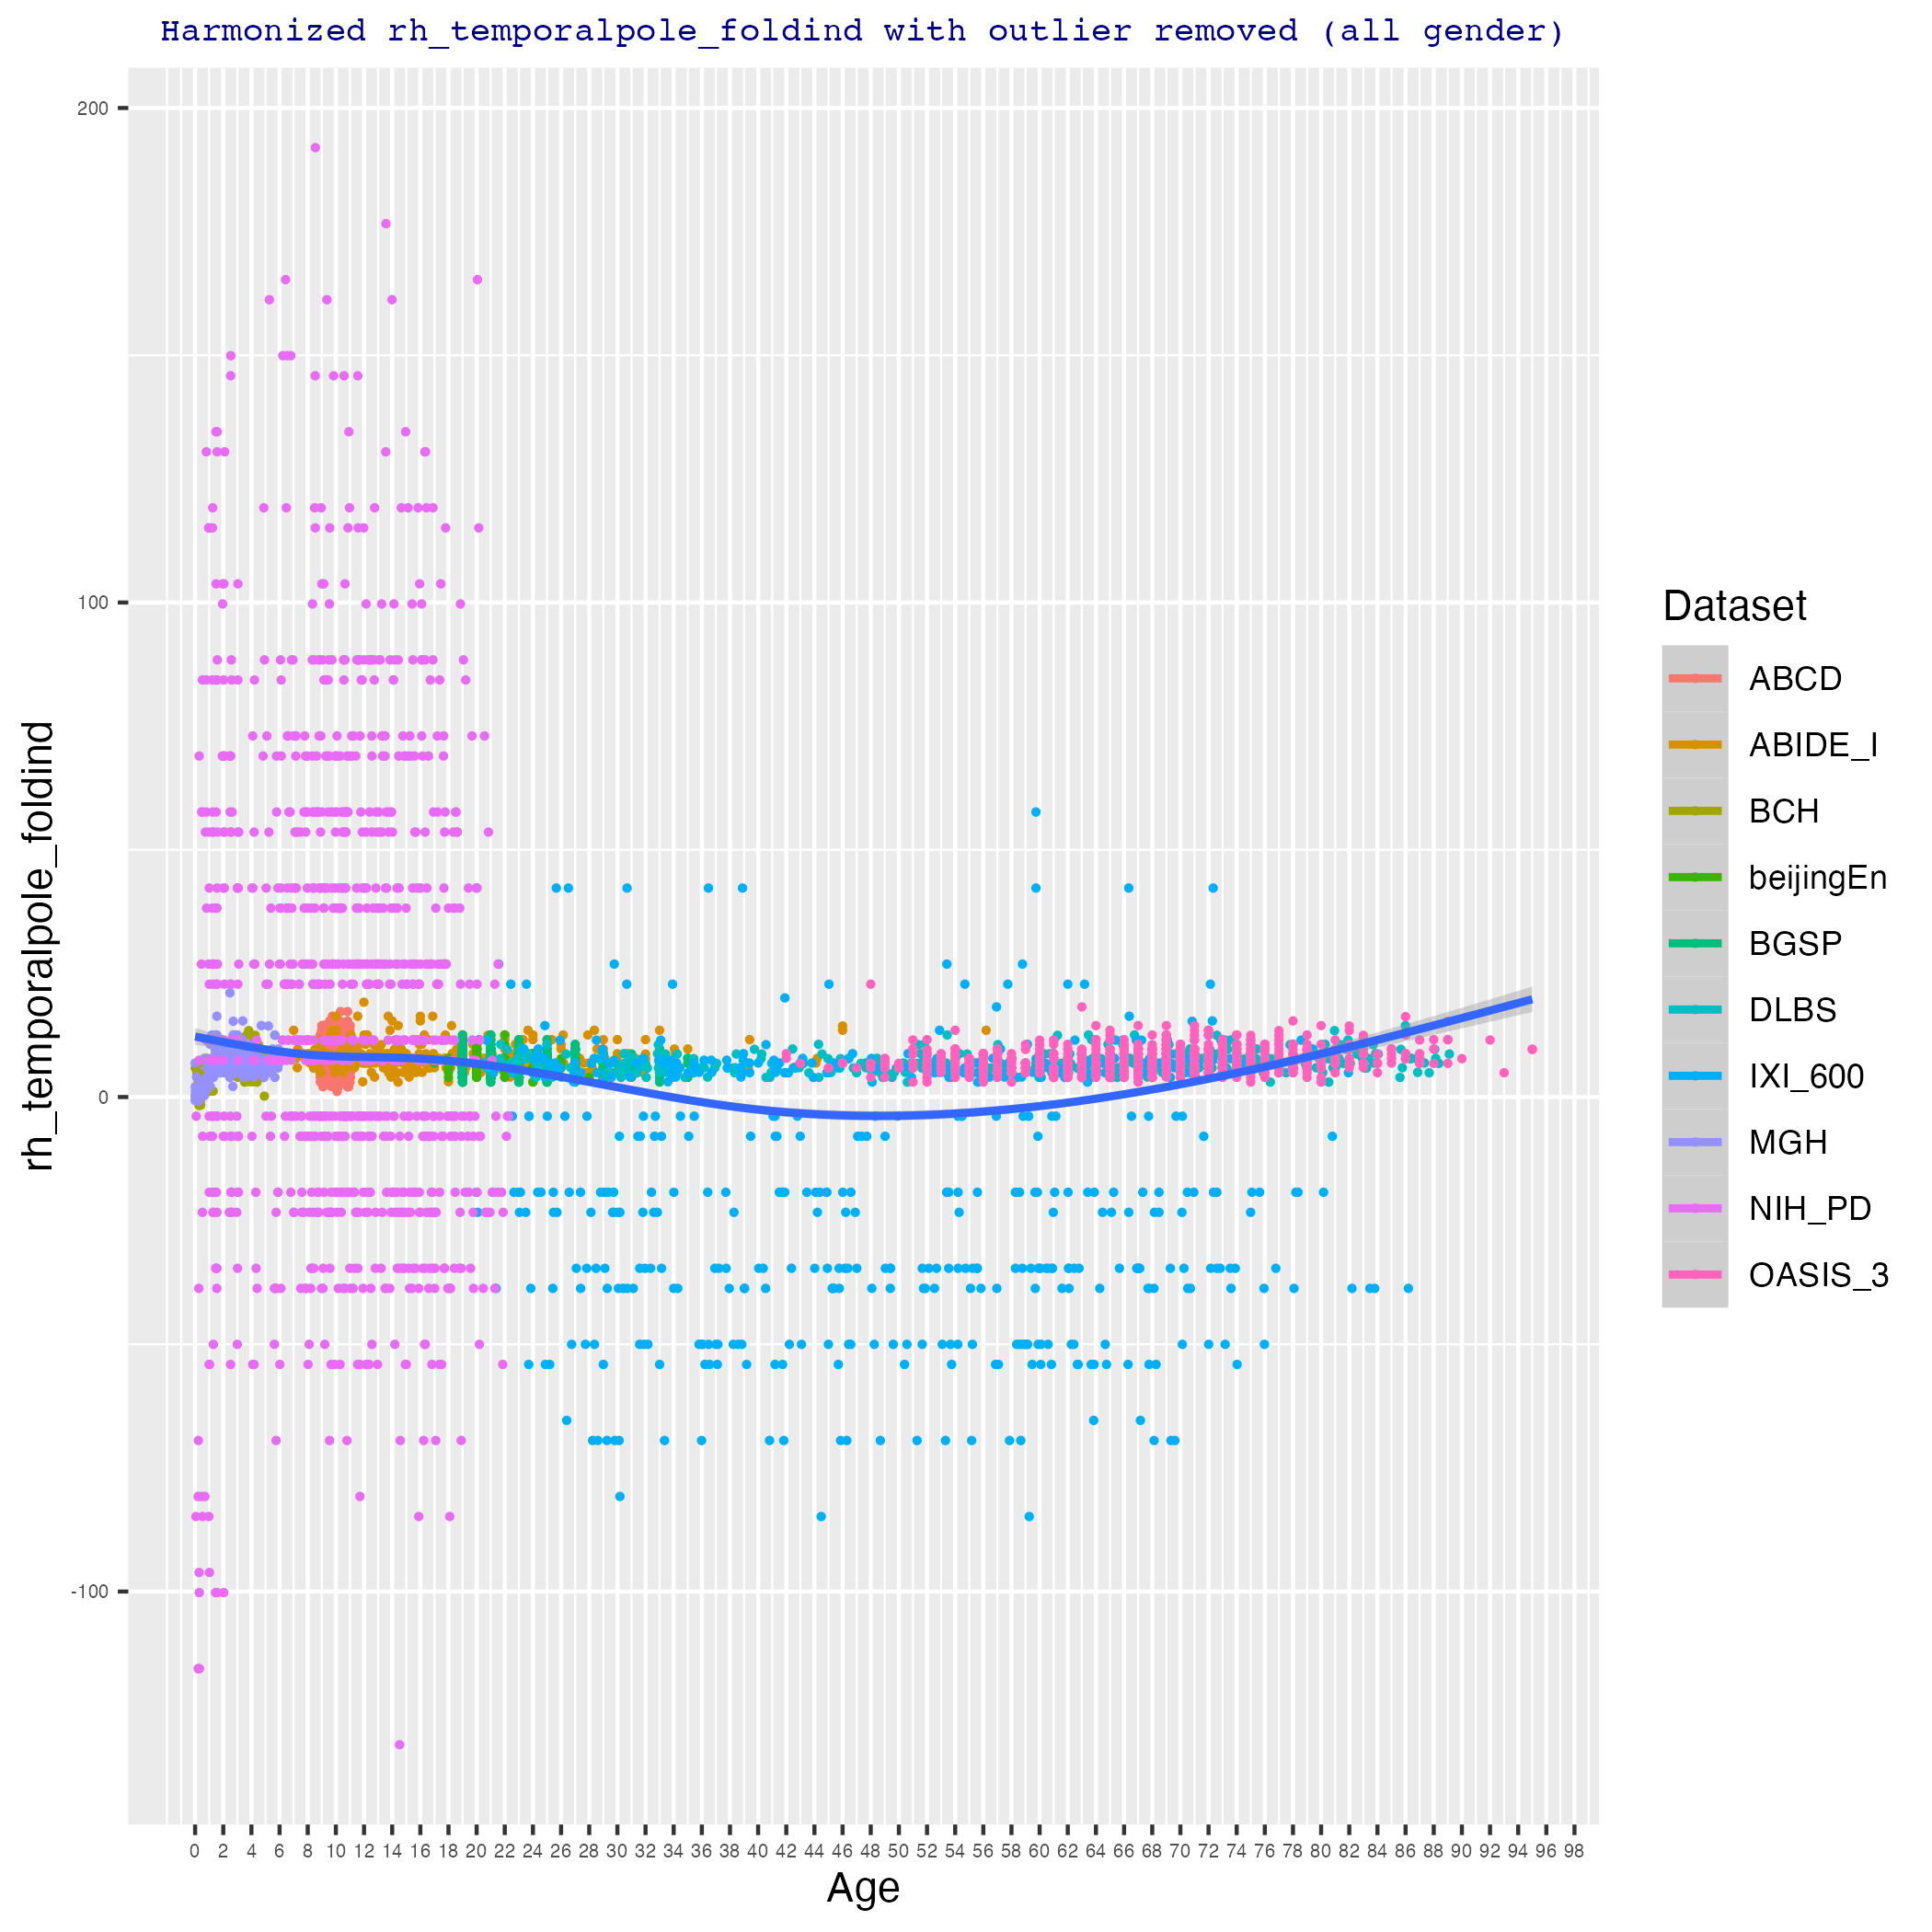 Harmonized rh_temporalpole_foldind with outlier removed (all gender)
rh_temporalpole_foldind
200
100
0
-100
0 2 4 6 8 10 12 14 16 18 20 22 24 26 28 30 32 34 36 38 40 42 44 46 48 50 52 54 56 58 60 62 64 66 68 70 72 74 76 78 80 82 84 86 88 90 92 94 96 98
Age
Dataset
ABCD
ABIDE_I
BCH
beijingEn
BGSP
DLBS
IXI_600
MGH
NIH_PD
OASIS_3